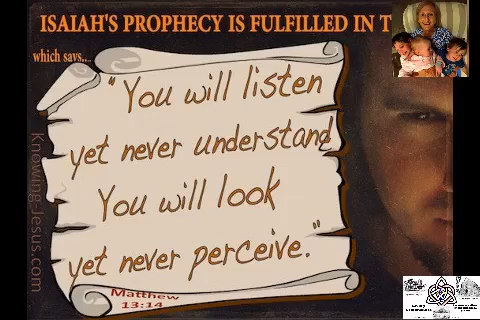 ISAIAH'S PROPHECY IS FULFILLED IN T
which says...
"You will listen
yet never understand
You will look
yet never perceive."
Matthew
13:14
Knowing-Jesus.com